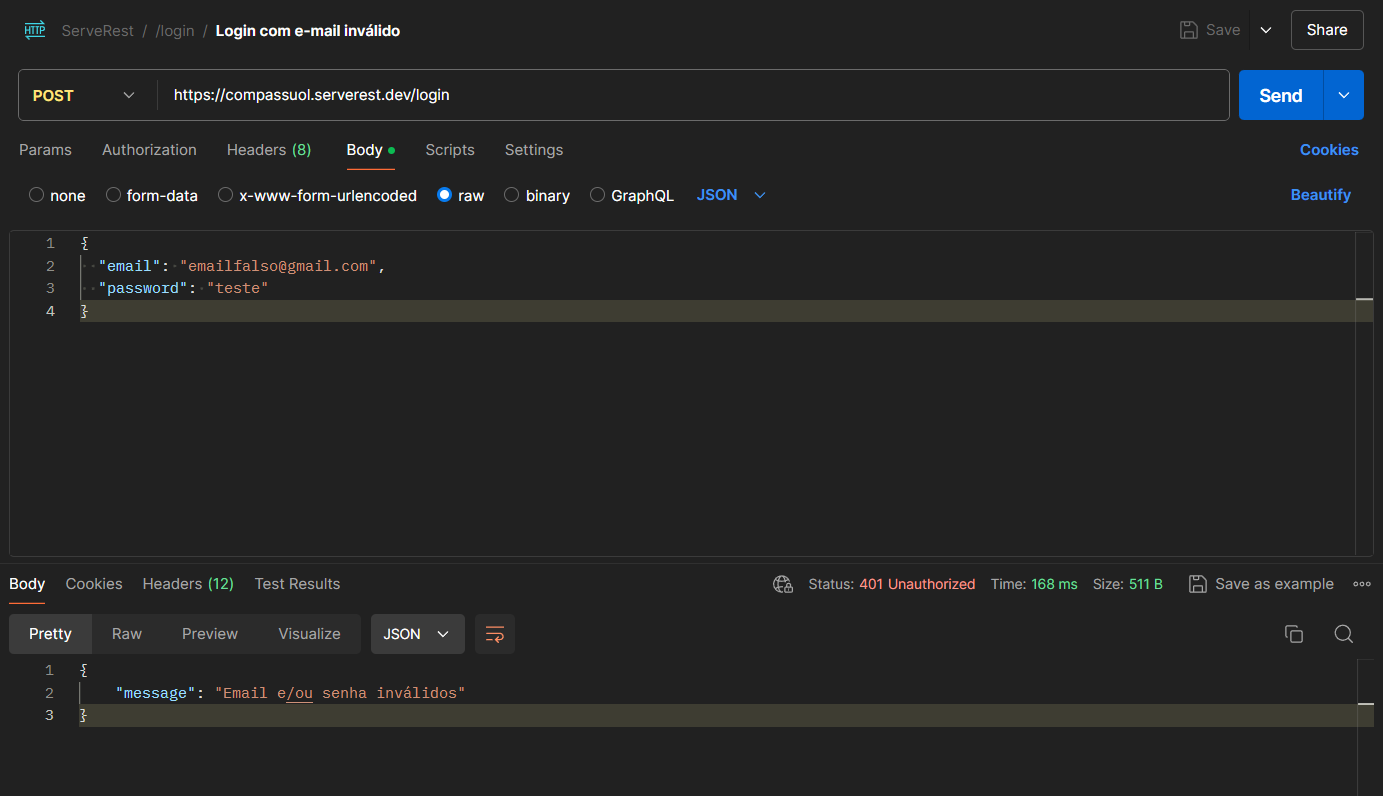 HTTP ServeRest / /login / Login com e-mail inválido Save Share
POST https://compassuol.serverest.dev/login Send
Params Authorization Headers (8) Body Scripts Settings Cookies
none form-data x-www-form-urlencoded raw binary GraphQL JSON Beautify
1 {
2 "email": "emailfalso@gmail.com",
3 "password": "teste"
4 }
Body Cookies Headers (12) Test Results Status: 401 Unauthorized Time: 168 ms Size: 511 B Save as example
Pretty Raw Preview Visualize JSON
1 {
2 "message": "Email e/ou senha inválidos"
3 }